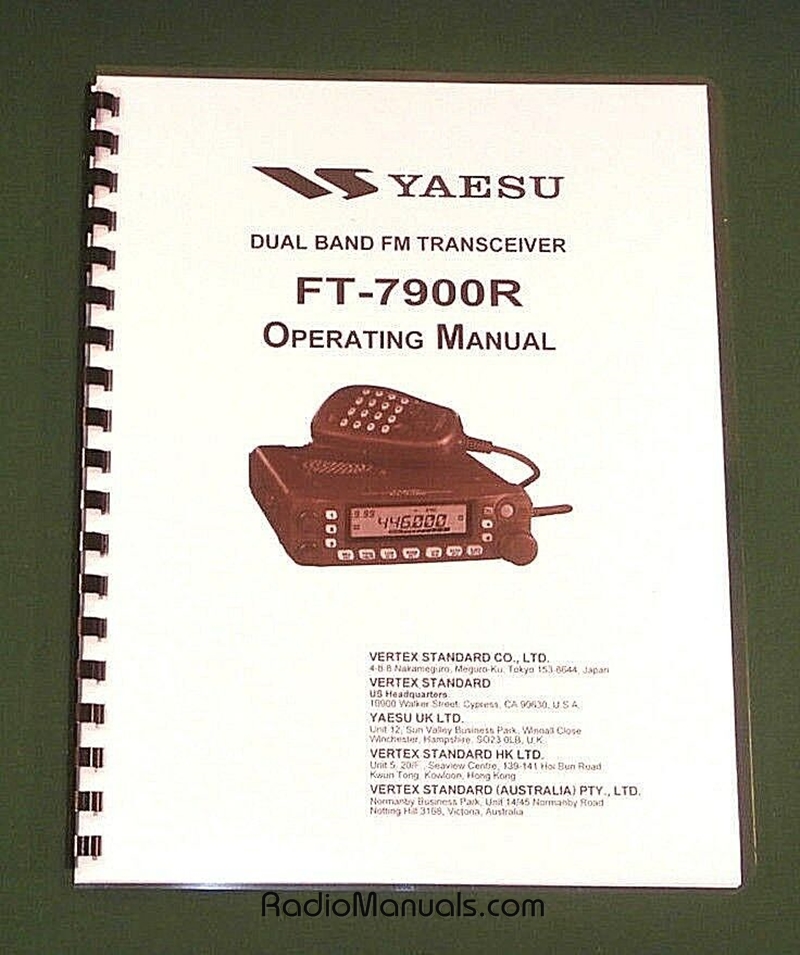 YAESU
DUAL BAND FM TRANSCEIVER
FT-7900R
OPERATING MANUAL
446.000
VERTEX STANDARD CO., LTD.
4-8-8 Nakameguro, Meguro-Ku, Tokyo 153-8644, Japan
VERTEX STANDARD
US Headquarters
10900 Walker Street, Cypress, CA 90630, U.S.A.
YAESU UK LTD.
Unit 12, Sun Valley Business Park, Winnall Close
Winchester, Hampshire, SO23 0LB, U.K.
VERTEX STANDARD HK LTD.
Unit 5, 20/F., Seaview Centre, 139-141 Hoi Bun Road,
Kwun Tong, Kowloon, Hong Kong
VERTEX STANDARD (AUSTRALIA) PTY., LTD.
Normanby Business Park, Unit 14/45 Normanby Road
Notting Hill 3168, Victoria, Australia
RadioManuals.com